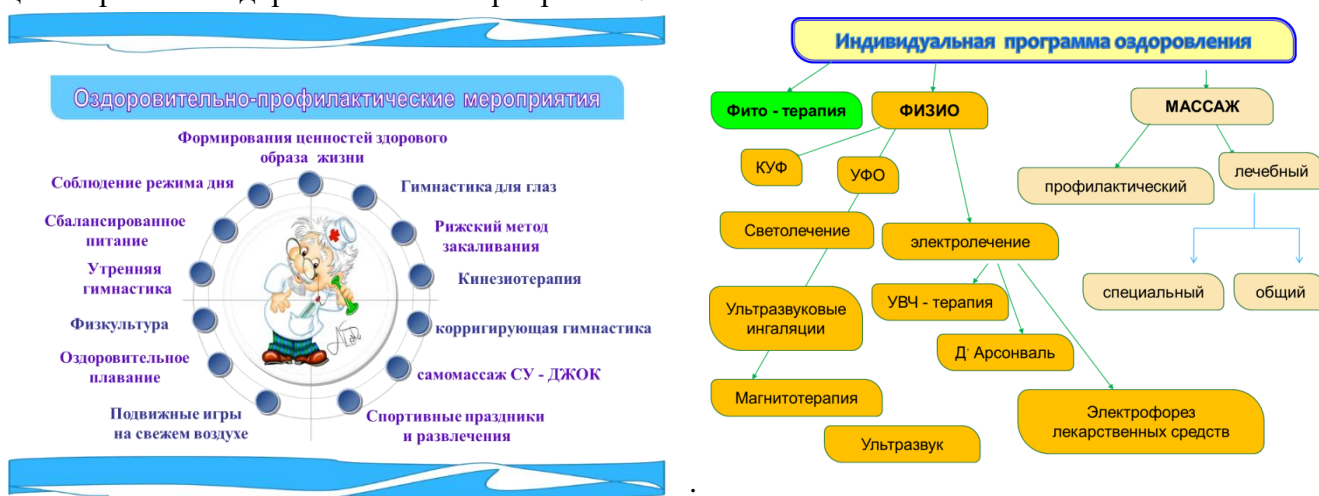 Оздоровительно-профилактические мероприятия
Формирования ценностей здорового
образа жизни
Соблюдение режима дня
Гимнастика для глаз
Сбалансированное
питание
Рижский метод
закаливания
Утренняя
гимнастика
Кинезиотерапия
Физкультура
корригирующая гимнастика
Оздоровительное
плавание
самомассаж СУ - ДЖОК
Подвижные игры
на свежем воздухе
Спортивные праздники
и развлечения
Индивидуальная программа оздоровления
Фито - терапия
ФИЗИО
МАССАЖ
КУФ
УФО
профилактический
лечебный
Светолечение
электролечение
специальный
общий
Ультразвуковые
ингаляции
УВЧ - терапия
Д' Арсонваль
Магнитотерапия
Электрофорез
лекарственных средств
Ультразвук
.